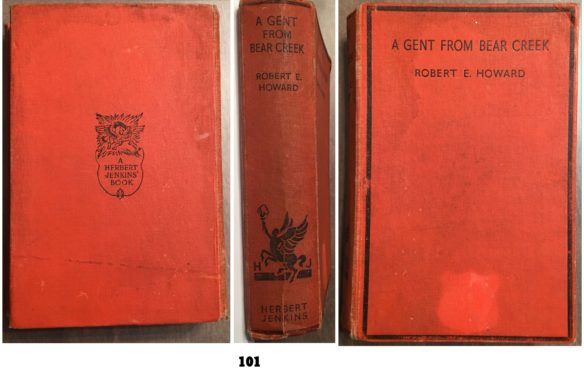 A
HERBERT
JENKINS'
BOOK
A GENT
FROM
BEAR CREEK
ROBERT E.
HOWARD
H J
HERBERT
JENKINS
A GENT FROM BEAR CREEK
ROBERT E. HOWARD
101